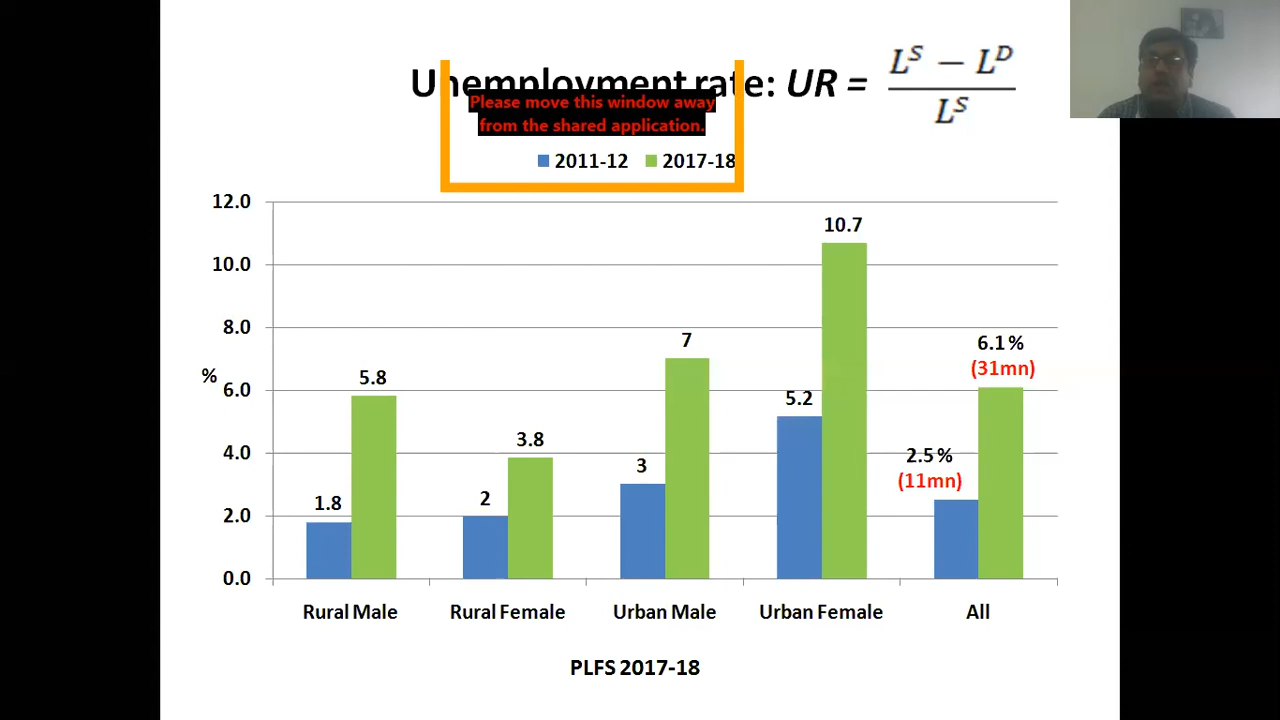 Unemployment rate: UR = L^S − L^D / L^S
Please move this window away
from the shared application.
2011-12 2017-18
12.0
10.0
8.0
6.0
4.0
2.0
0.0
%
1.8
5.8
2
3.8
3
7
5.2
10.7
2.5%
(11mn)
6.1%
(31mn)
Rural Male Rural Female Urban Male Urban Female All
PLFS 2017-18